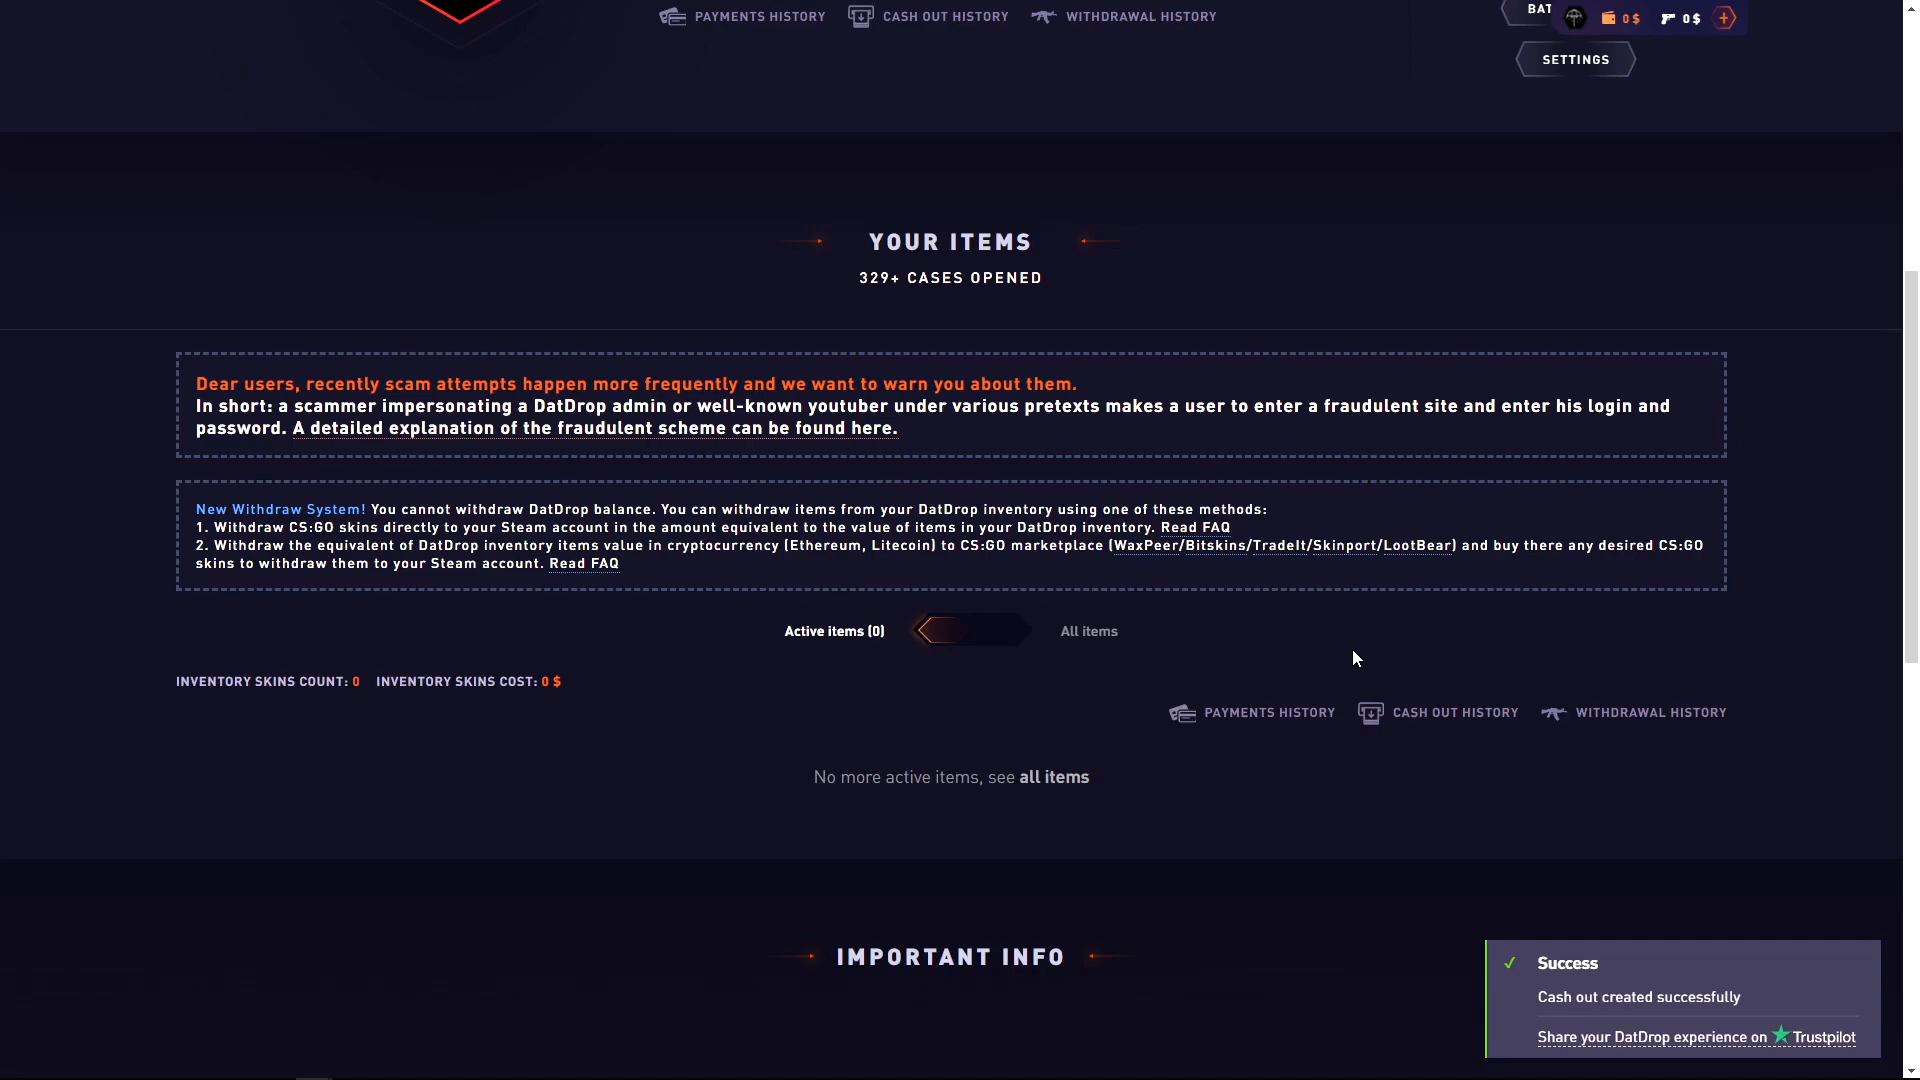 PAYMENTS HISTORY CASH OUT HISTORY WITHDRAWAL HISTORY
BAT
0 $ 0 $ +
SETTINGS
YOUR ITEMS
329+ CASES OPENED
Dear users, recently scam attempts happen more frequently and we want to warn you about them.
In short: a scammer impersonating a DatDrop admin or well-known youtuber under various pretexts makes a user to enter a fraudulent site and enter his login and
password. A detailed explanation of the fraudulent scheme can be found here.
New Withdraw System! You cannot withdraw DatDrop balance. You can withdraw items from your DatDrop inventory using one of these methods:
1. Withdraw CS:GO skins directly to your Steam account in the amount equivalent to the value of items in your DatDrop inventory. Read FAQ
2. Withdraw the equivalent of DatDrop inventory items value in cryptocurrency (Ethereum, Litecoin) to CS:GO marketplace (WaxPeer/Bitskins/TradeIt/Skinport/LootBear) and buy there any desired CS:GO
skins to withdraw them to your Steam account. Read FAQ
Active items (0) All items
INVENTORY SKINS COUNT: 0 INVENTORY SKINS COST: 0 $
PAYMENTS HISTORY CASH OUT HISTORY WITHDRAWAL HISTORY
No more active items, see all items
IMPORTANT INFO
Success
Cash out created successfully
Share your DatDrop experience on Trustpilot